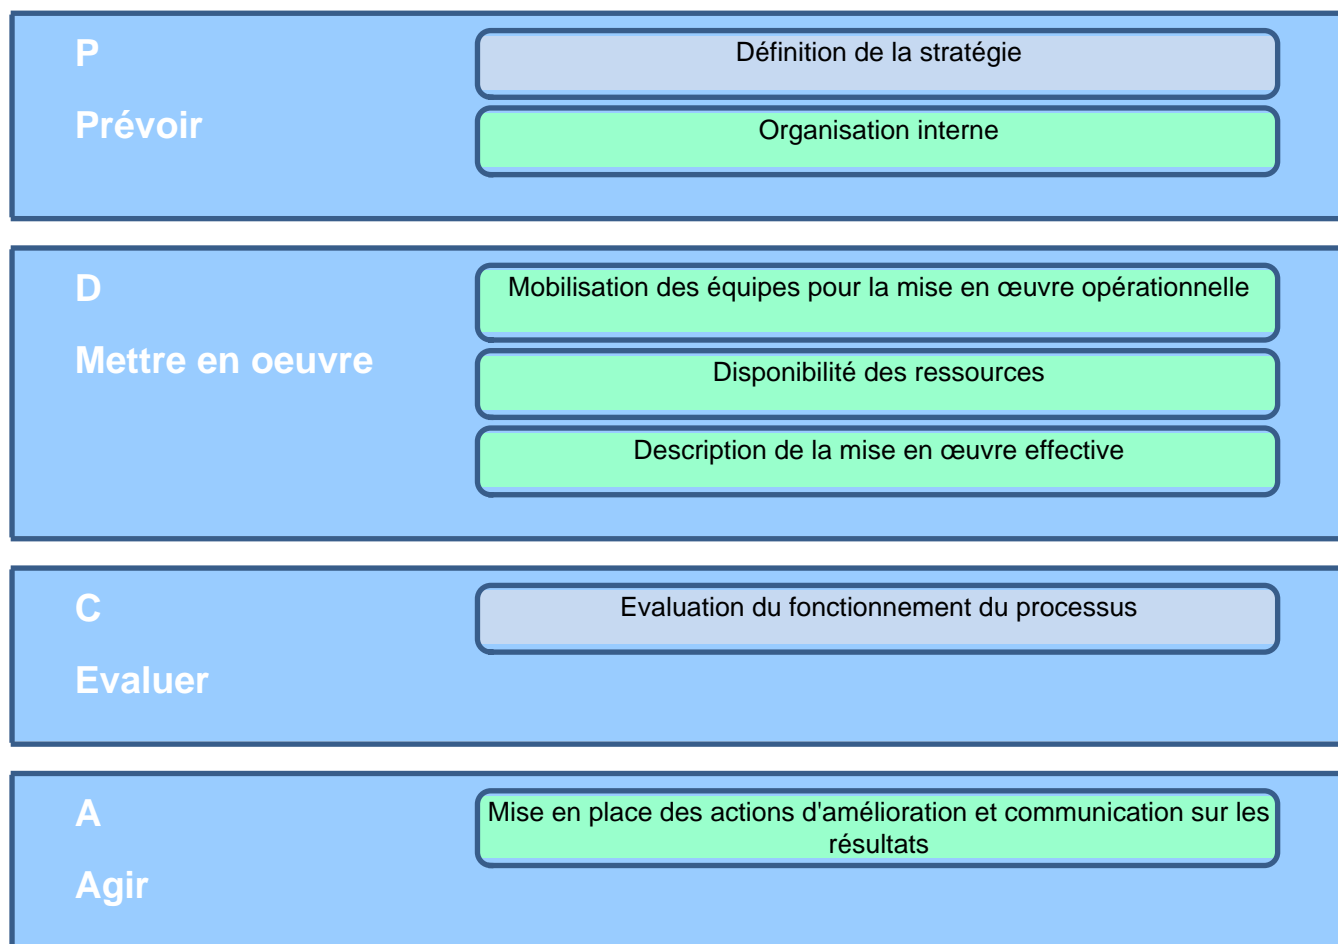 P
Prévoir
Définition de la stratégie
Organisation interne
D
Mettre en oeuvre
Mobilisation des équipes pour la mise en œuvre opérationnelle
Disponibilité des ressources
Description de la mise en œuvre effective
C
Evaluer
Evaluation du fonctionnement du processus
A
Agir
Mise en place des actions d'amélioration et communication sur les
résultats